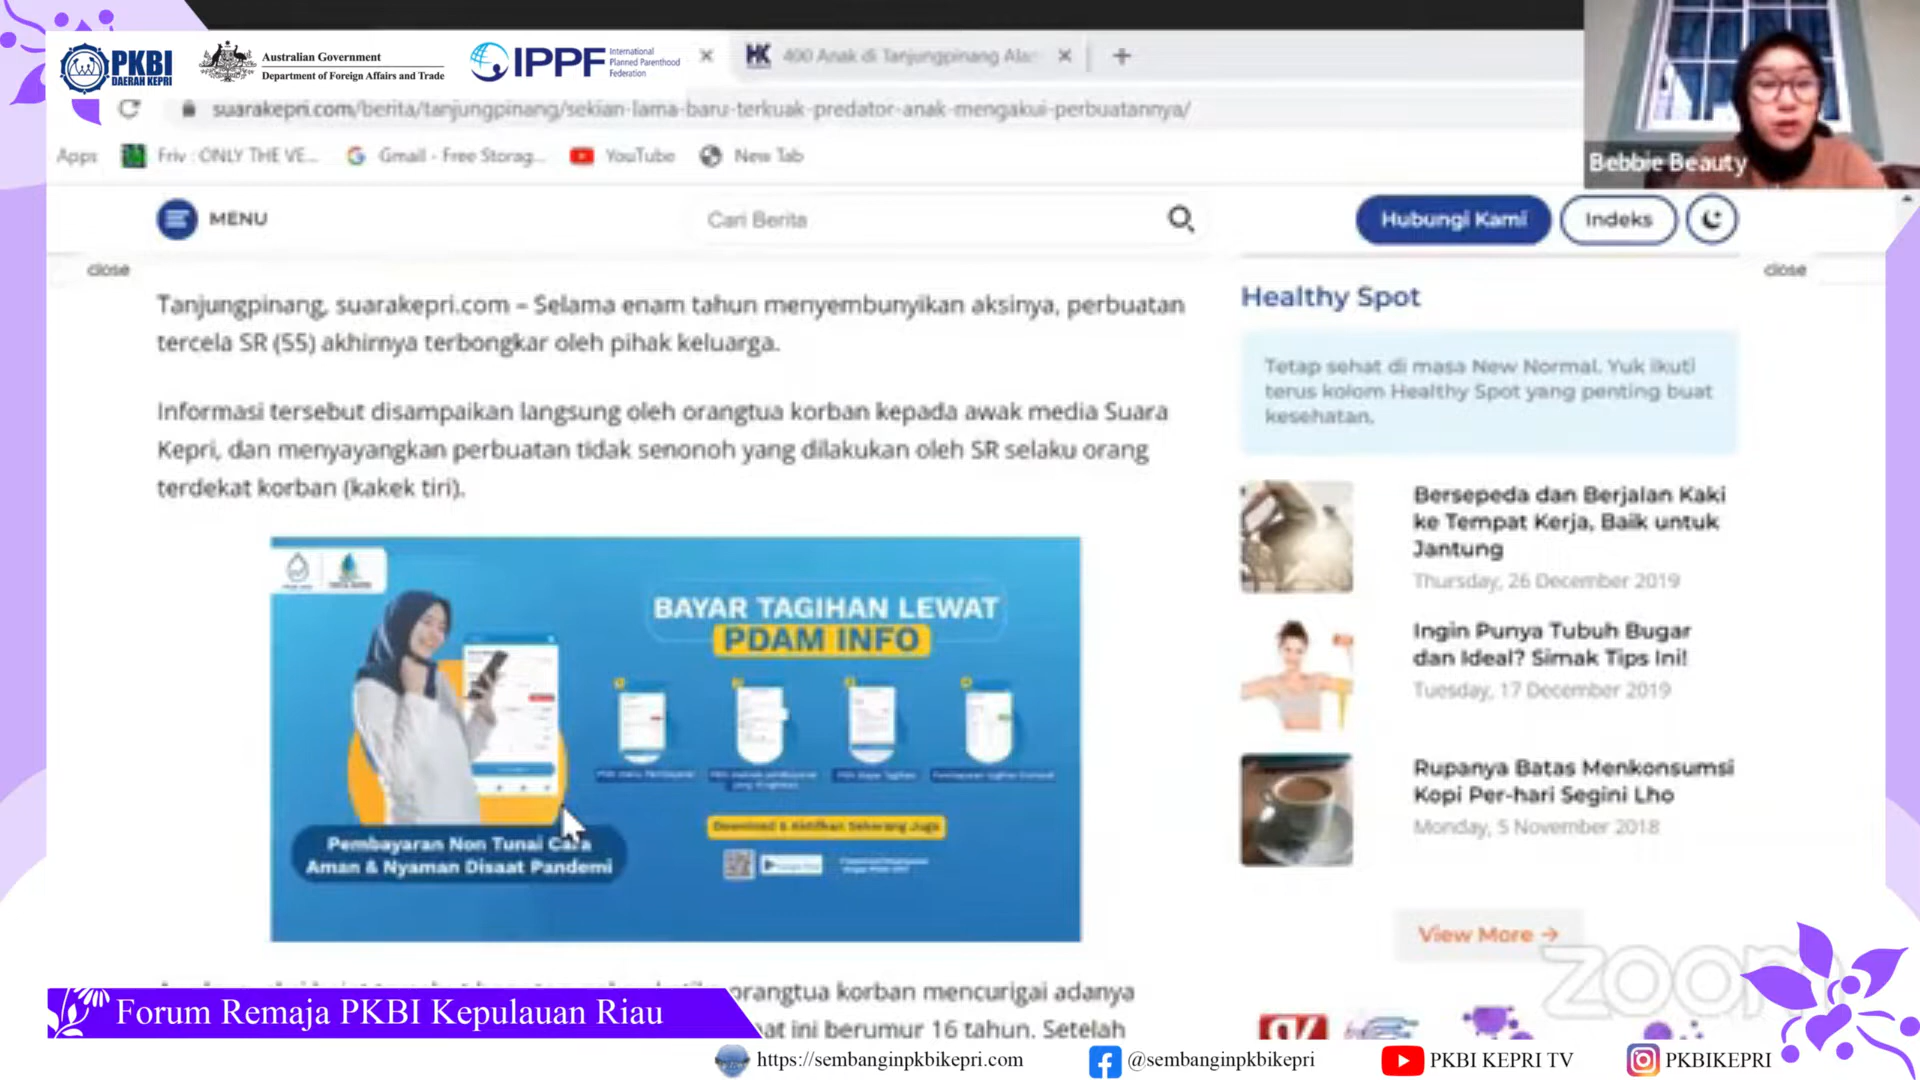 PKBI
DAERAH KEPRI
Australian Government
Department of Foreign Affairs and Trade
IPPF
International
Planned Parenthood
Federation
400 Anak di Tanjungpinang Ala
suarakepri.com/berita/tanjungpinang/sekian-lama-baru-terkuak-predator-anak-mengakui-perbuatannya/
Apps
Friv : ONLY THE VE...
Gmail - Free Storag...
YouTube
New Tab
Bebbie Beauty
MENU
Cari Berita
Hubungi Kami
Indeks
close
close
Tanjungpinang, suarakepri.com – Selama enam tahun menyembunyikan aksinya, perbuatan
tercela SR (55) akhirnya terbongkar oleh pihak keluarga.
Informasi tersebut disampaikan langsung oleh orangtua korban kepada awak media Suara
Kepri, dan menyayangkan perbuatan tidak senonoh yang dilakukan oleh SR selaku orang
terdekat korban (kakek tiri).
BAYAR TAGIHAN LEWAT
PDAM INFO
Download & Aktifkan Sekarang Juga
Pembayaran Non Tunai Cara
Aman & Nyaman Disaat Pandemi
orangtua korban mencurigai adanya
at ini berumur 16 tahun. Setelah
Healthy Spot
Tetap sehat di masa New Normal. Yuk ikuti
terus kolom Healthy Spot yang penting buat
kesehatan.
Bersepeda dan Berjalan Kaki
ke Tempat Kerja, Baik untuk
Jantung
Thursday, 26 December 2019
Ingin Punya Tubuh Bugar
dan Ideal? Simak Tips Ini!
Tuesday, 17 December 2019
Rupanya Batas Menkonsumsi
Kopi Per-hari Segini Lho
Monday, 5 November 2018
View More →
zoom
Forum Remaja PKBI Kepulauan Riau
https://sembanginpkbikepri.com
@sembanginpkbikepri
PKBI KEPRI TV
PKBIKEPRI